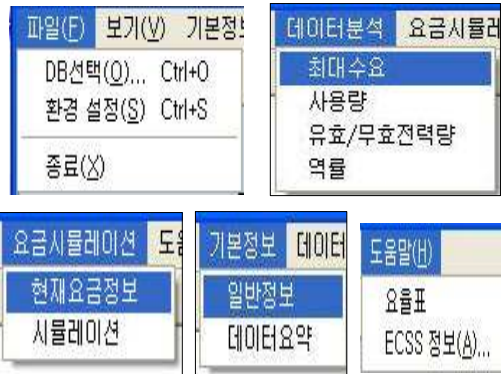 파일(F) 보기(V) 기본정보
DB선택(O)... Ctrl+O
환경 설정(S) Ctrl+S
종료(X)
데이터분석 요금시뮬레
최대수요
사용량
유효/무효전력량
역률
요금시뮬레이션 도움
현재요금정보
시뮬레이션
기본정보 데이터
일반정보
데이터요약
도움말(H)
요율표
ECSS 정보(A)...